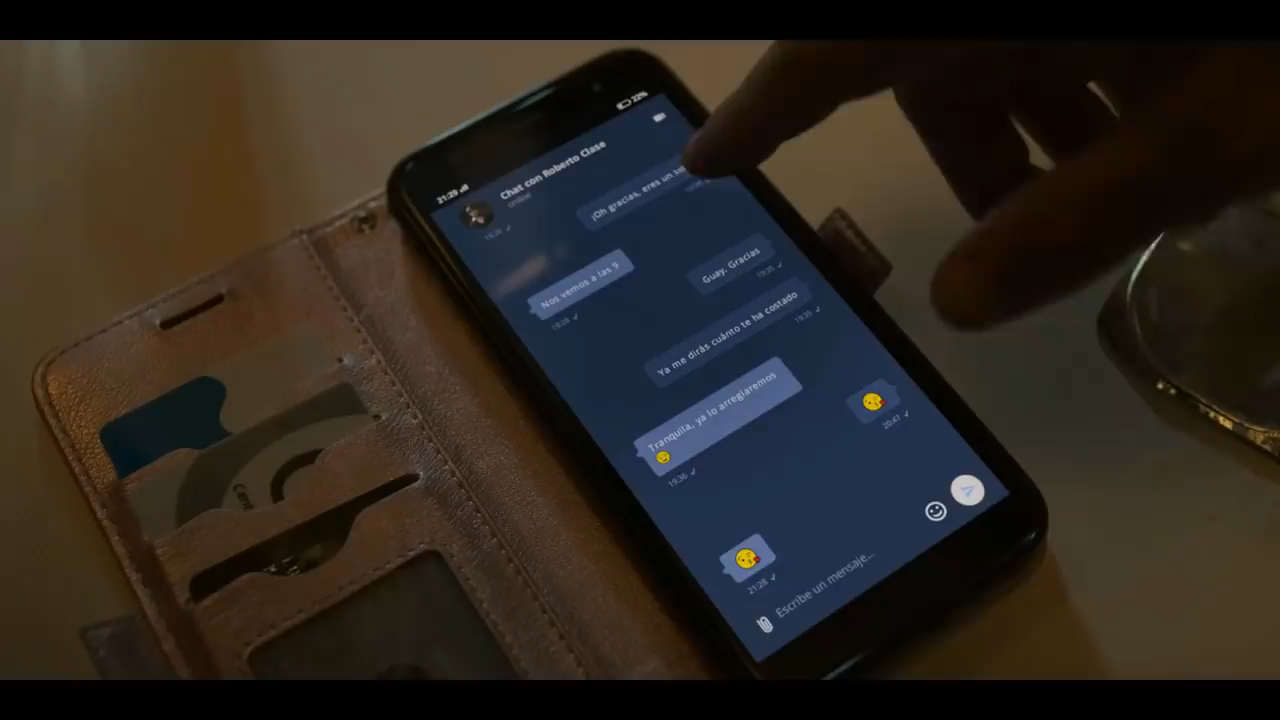 21:29
22%
Chat con Roberto Clase
online
¡Oh gracias, eres un
19:26
Nos vemos a las 9
19:28
Guay. Gracias
19:35
Ya me dirás cuánto te ha costado
19:35
Tranquila, ya lo arreglaremos
19:36
20:47
21:28
Escribe un mensaje...